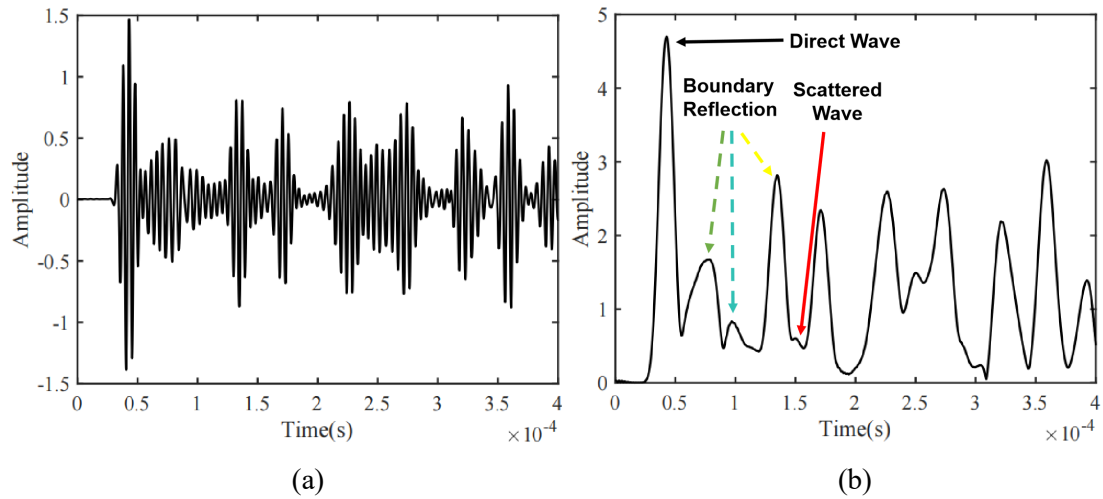 1.5
1
0.5
0
-0.5
-1
-1.5
Amplitude
0 0.5 1 1.5 2 2.5 3 3.5 4
Time(s)
×10⁻⁴
(a)
5
4
3
2
1
0
Amplitude
Direct Wave
Boundary
Reflection
Scattered
Wave
0 0.5 1 1.5 2 2.5 3 3.5 4
Time(s)
×10⁻⁴
(b)